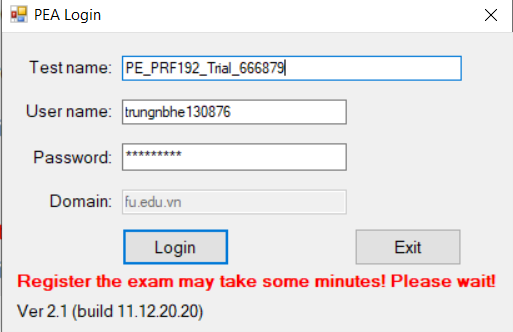 PEA Login
Test name: PE_PRF192_Trial_666879
User name: trungnbhe130876
Password: *********
Domain: fu.edu.vn
Login Exit
Register the exam may take some minutes! Please wait!
Ver 2.1 (build 11.12.20.20)